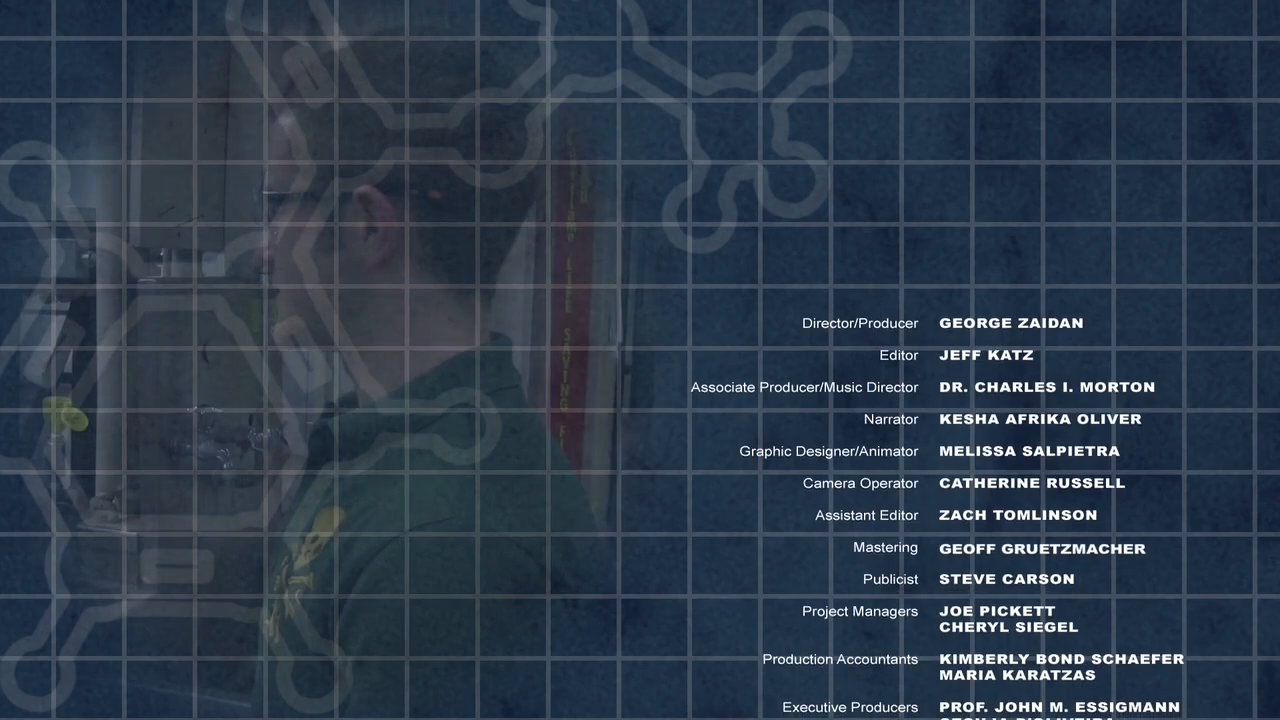 Director/Producer GEORGE ZAIDAN
Editor JEFF KATZ
Associate Producer/Music Director DR. CHARLES I. MORTON
Narrator KESHA AFRIKA OLIVER
Graphic Designer/Animator MELISSA SALPIETRA
Camera Operator CATHERINE RUSSELL
Assistant Editor ZACH TOMLINSON
Mastering GEOFF GRUETZMACHER
Publicist STEVE CARSON
Project Managers JOE PICKETT
CHERYL SIEGEL
Production Accountants KIMBERLY BOND SCHAEFER
MARIA KARATZAS
Executive Producers PROF. JOHN M. ESSIGMANN
LIFE SAVING